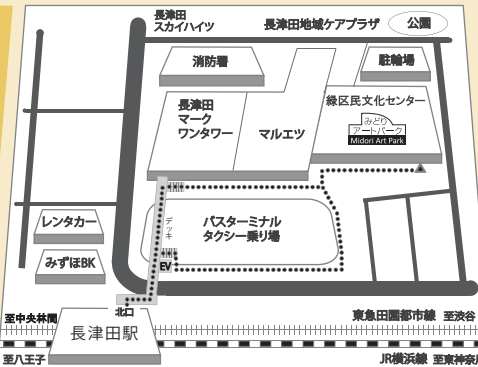 長津田
スカイハイツ
長津田地域ケアプラザ
公園
消防署
駐輪場
長津田
マーク
ワンタワー
マルエツ
緑区民文化センター
みどり
アートパーク
Midori Art Park
レンタカー
みずほBK
デッキ
バスターミナル
タクシー乗り場
EV
北口
長津田駅
至中央林間
東急田園都市線 至渋谷
至八王子
JR横浜線 至東神奈川